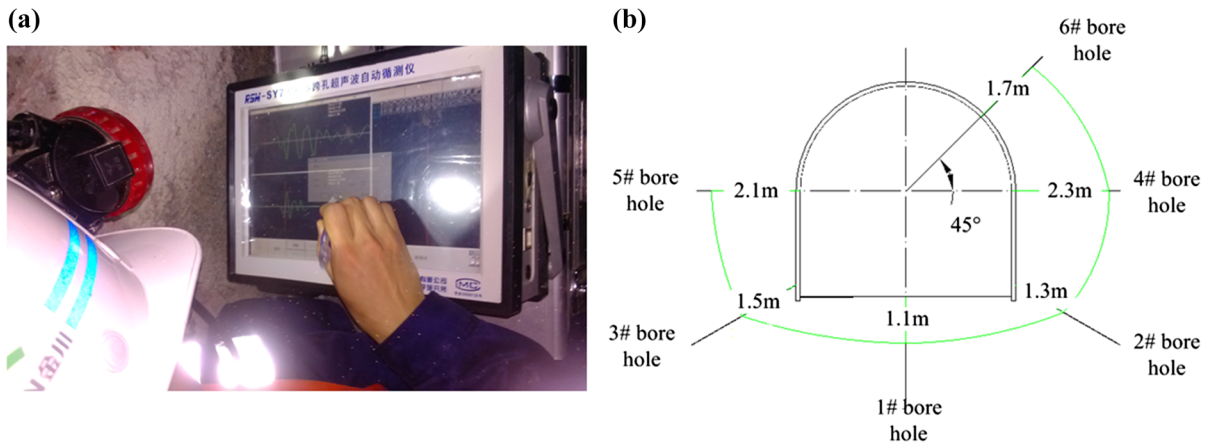 (a)
RSM-SY7
跨孔超声波自动循测仪
金川
(b)
6# bore
hole
1.7m
5# bore
hole
2.1m
2.3m
4# bore
hole
45°
1.5m
1.3m
3# bore
hole
1.1m
2# bore
hole
1# bore
hole